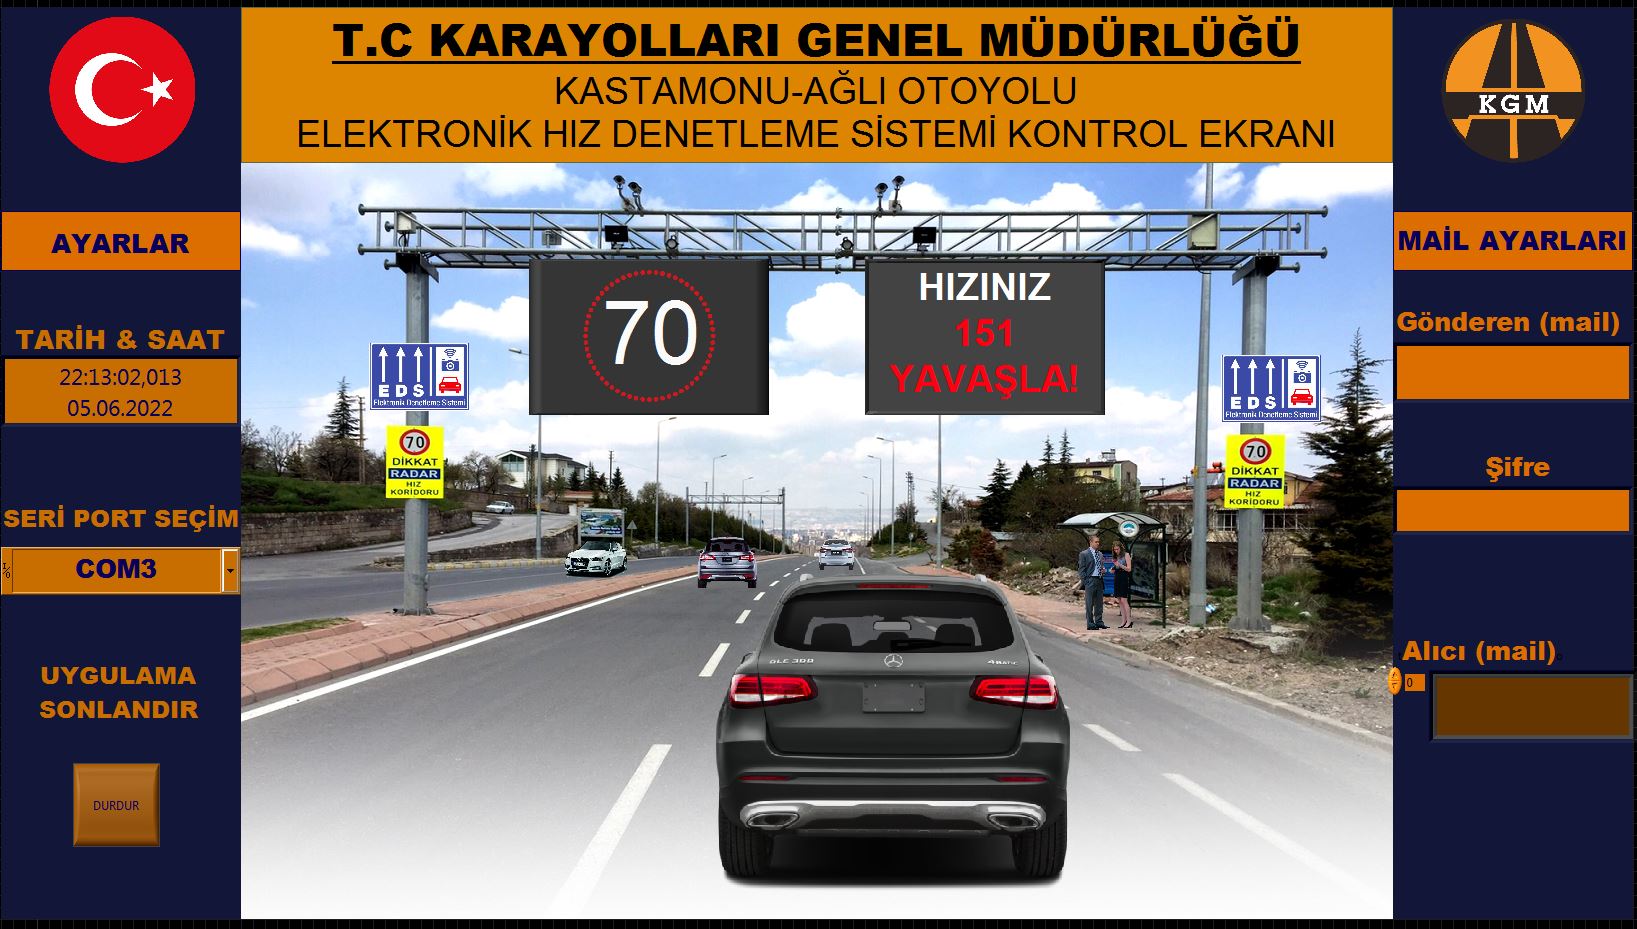 T.C KARAYOLLARI GENEL MÜDÜRLÜĞÜ
KASTAMONU-AĞLI OTOYOLU
ELEKTRONİK HIZ DENETLEME SİSTEMİ KONTROL EKRANI
KGM
AYARLAR
TARİH & SAAT
22:13:02,013
05.06.2022
SERİ PORT SEÇİM
COM3
UYGULAMA
SONLANDIR
DURDUR
70
HIZINIZ
151
YAVAŞLA!
EDS
Elektronik Denetleme Sistemi
70
DİKKAT
RADAR
HIZ
KORİDORU
EDS
Elektronik Denetleme Sistemi
70
DİKKAT
RADAR
HIZ
KORİDORU
GLC 300
4MATIC
MAİL AYARLARI
Gönderen (mail)
Şifre
Alıcı (mail)
0